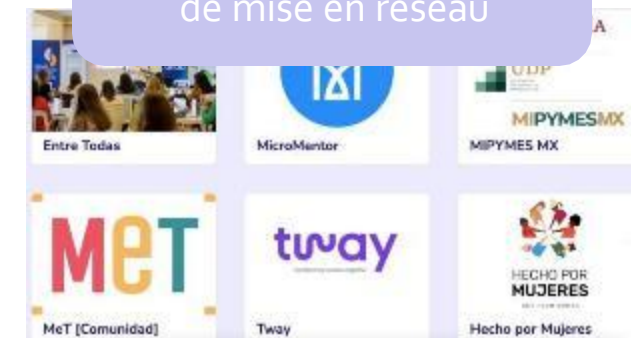 de mise en réseau
A
UDP
MIPYMESMX
Entre Todas
MicroMentor
MIPYMES MX
MeT
tway
HECHO POR
MUJERES
MeT [Comunidad]
Tway
Hecho por Mujeres